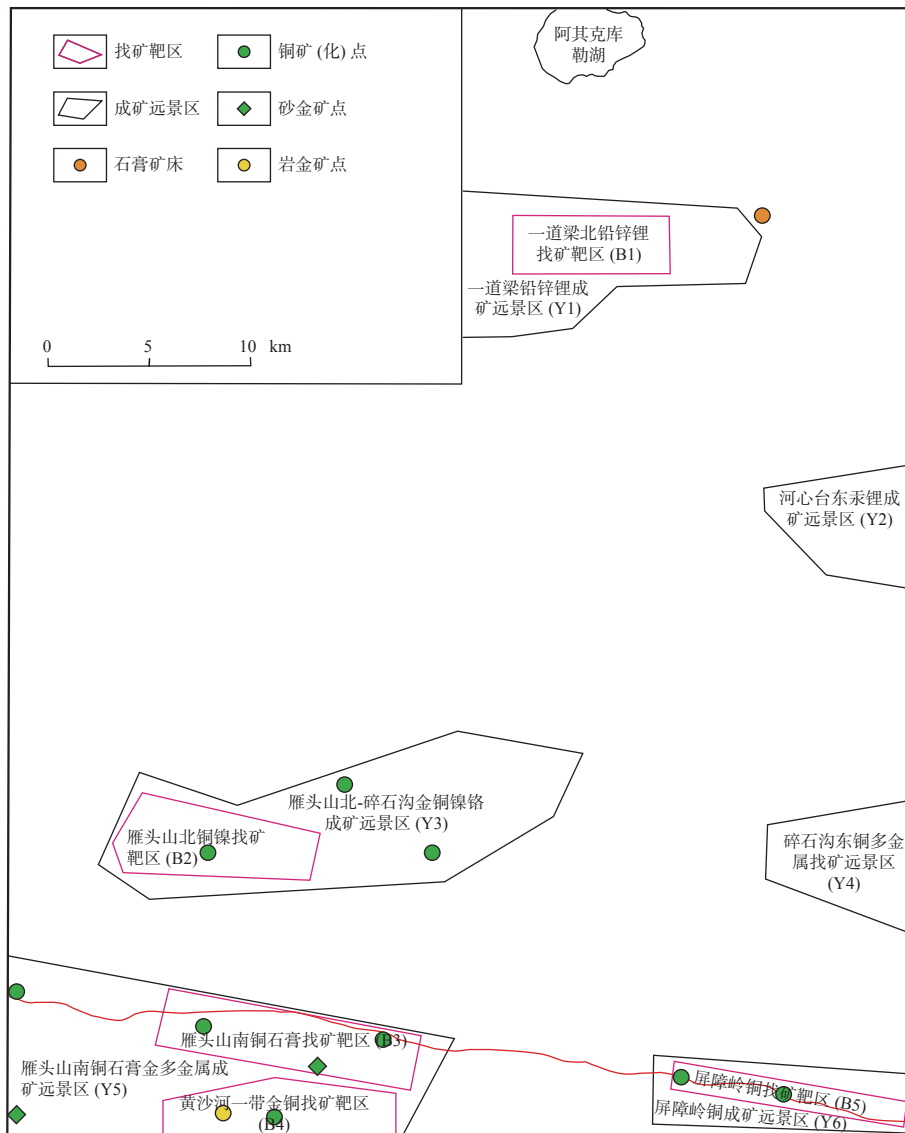 阿其克库
勒湖
找矿靶区
铜矿 (化) 点
成矿远景区
砂金矿点
石膏矿床
岩金矿点
0 5 10 km
一道梁北铅锌锂
找矿靶区 (B1)
一道梁铅锌锂成
矿远景区 (Y1)
河心台东汞锂成
矿远景区 (Y2)
雁头山北-碎石沟金铜镍铬
成矿远景区 (Y3)
雁头山北铜镍找矿
靶区 (B2)
碎石沟东铜多金
属找矿远景区
(Y4)
雁头山南铜石膏找矿靶区 (B3)
雁头山南铜石膏金多金属成
矿远景区 (Y5)
黄沙河一带金铜找矿靶区
(B4)
屏障岭铜找矿靶区 (B5)
屏障岭铜成矿远景区 (Y6)